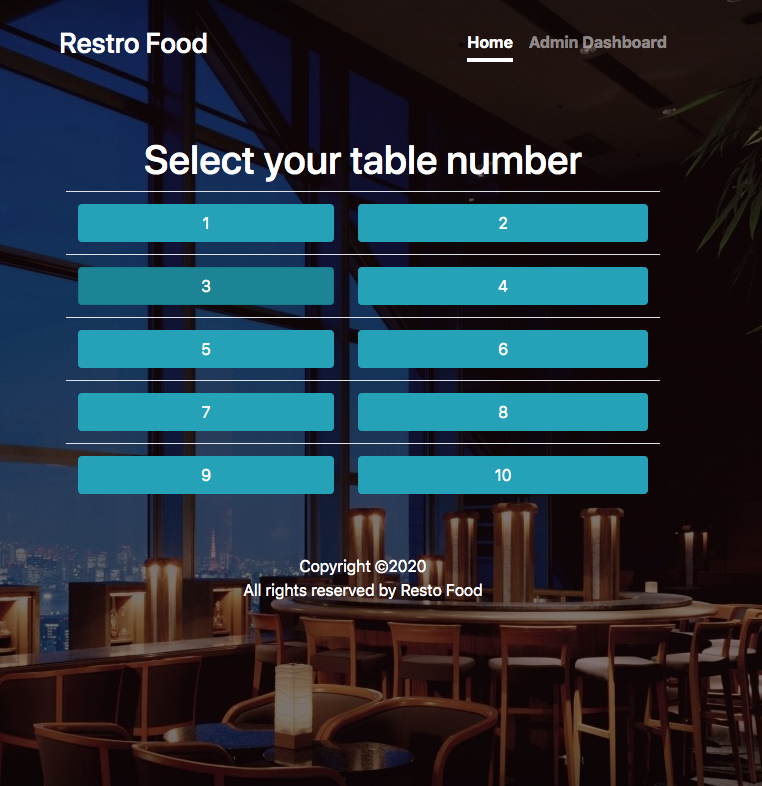 Restro Food
Home Admin Dashboard
Select your table number
1 2
3 4
5 6
7 8
9 10
Copyright ©2020
All rights reserved by Resto Food